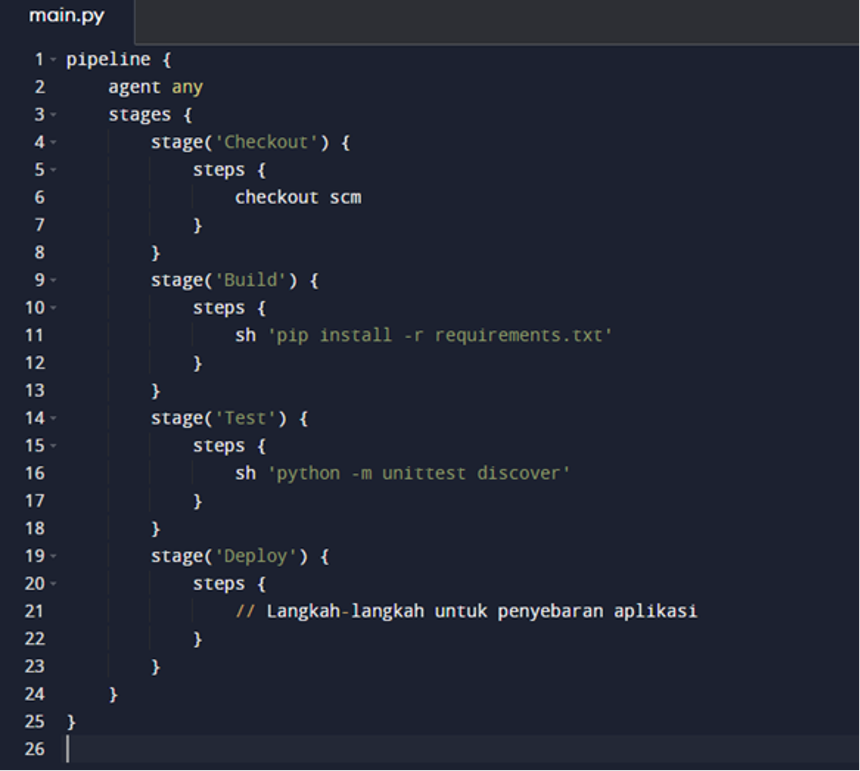 main.py
1 pipeline {
2     agent any
3     stages {
4         stage('Checkout') {
5             steps {
6                 checkout scm
7             }
8         }
9         stage('Build') {
10             steps {
11                 sh 'pip install -r requirements.txt'
12             }
13         }
14         stage('Test') {
15             steps {
16                 sh 'python -m unittest discover'
17             }
18         }
19         stage('Deploy') {
20             steps {
21                 // Langkah-langkah untuk penyebaran aplikasi
22             }
23         }
24     }
25 }
26